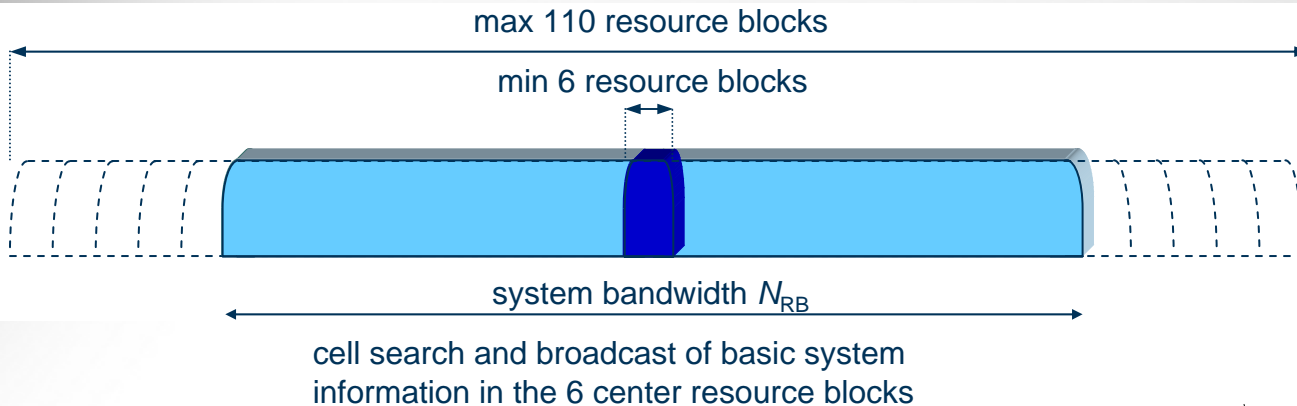 max 110 resource blocks
min 6 resource blocks
system bandwidth N_RB
cell search and broadcast of basic system
information in the 6 center resource blocks